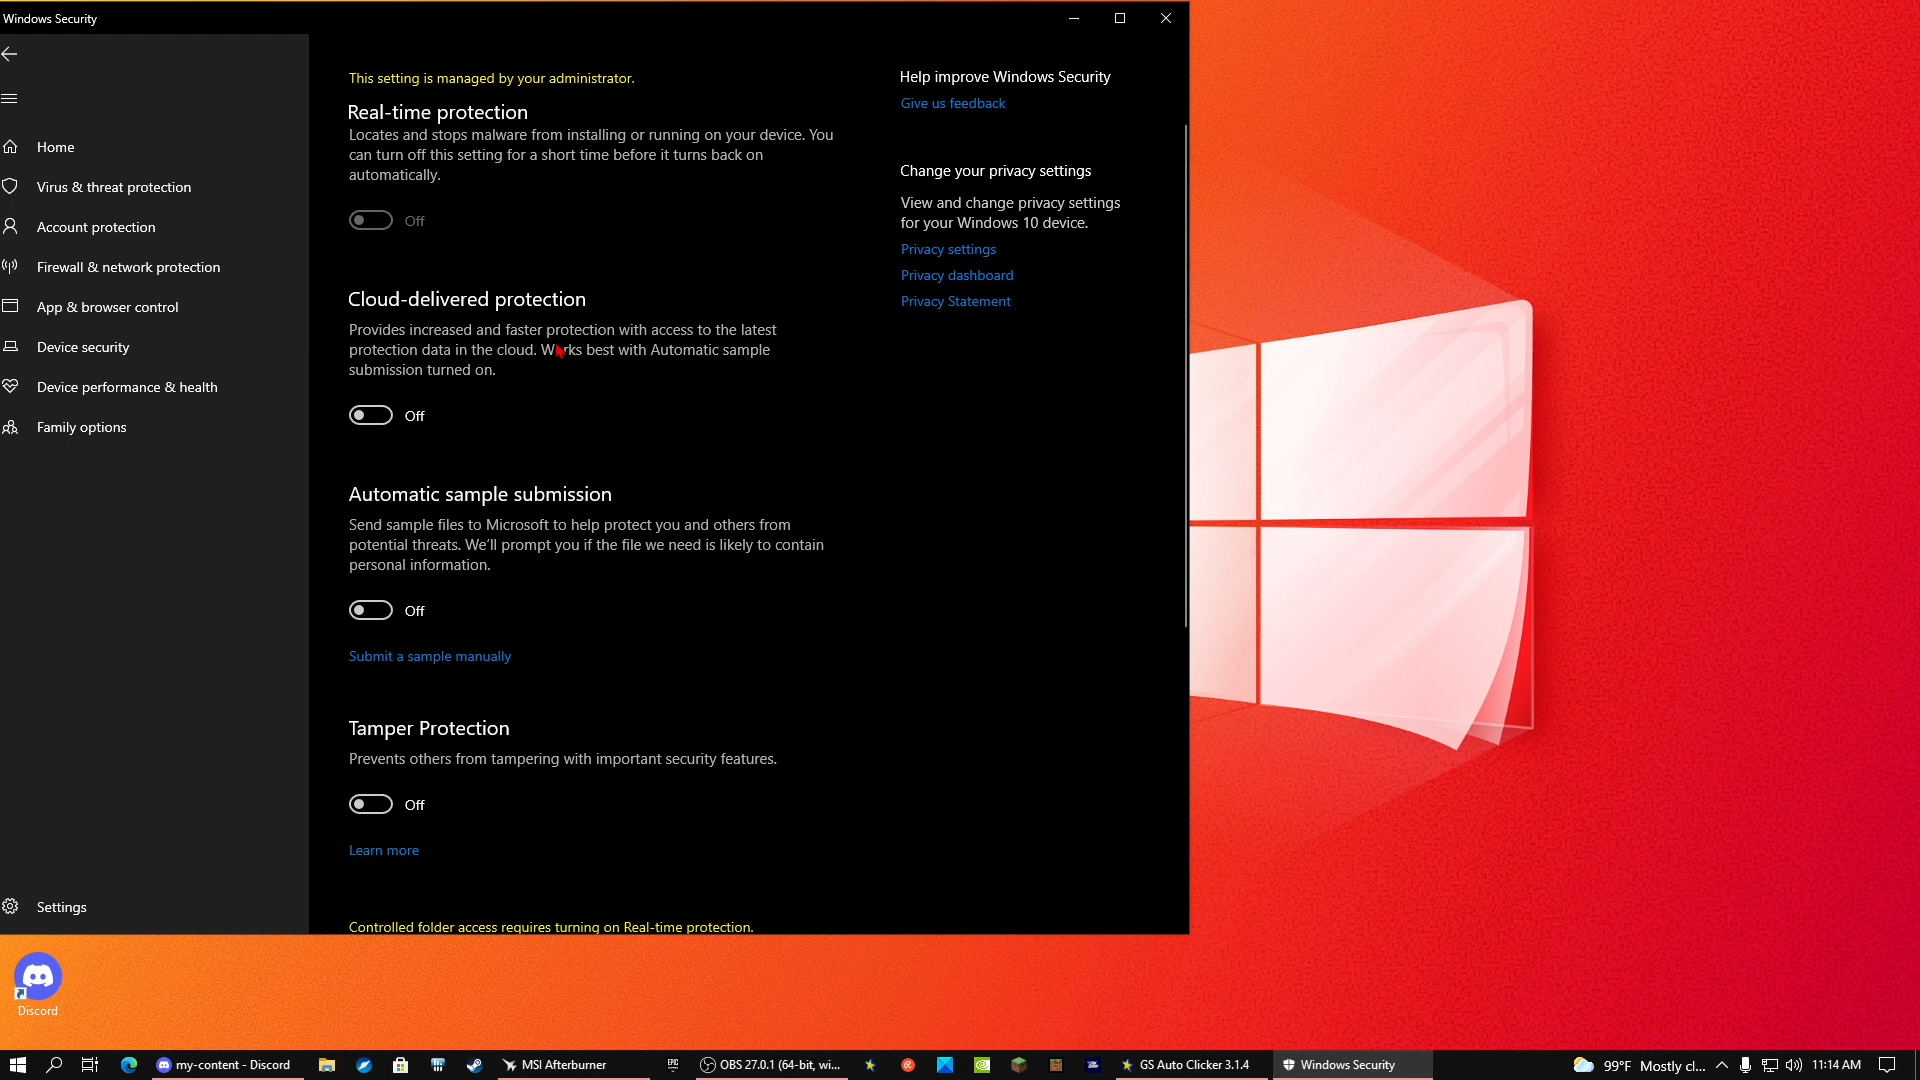 Windows Security
Home
Virus & threat protection
Account protection
Firewall & network protection
App & browser control
Device security
Device performance & health
Family options
Settings
This setting is managed by your administrator.
Real-time protection
Locates and stops malware from installing or running on your device. You
can turn off this setting for a short time before it turns back on
automatically.
Off
Cloud-delivered protection
Provides increased and faster protection with access to the latest
protection data in the cloud. Works best with Automatic sample
submission turned on.
Off
Automatic sample submission
Send sample files to Microsoft to help protect you and others from
potential threats. We'll prompt you if the file we need is likely to contain
personal information.
Off
Submit a sample manually
Tamper Protection
Prevents others from tampering with important security features.
Off
Learn more
Controlled folder access requires turning on Real-time protection.
Help improve Windows Security
Give us feedback
Change your privacy settings
View and change privacy settings
for your Windows 10 device.
Privacy settings
Privacy dashboard
Privacy Statement
Discord
my-content - Discord
MSI Afterburner
EPIC
OBS 27.0.1 (64-bit, wi...
GS Auto Clicker 3.1.4
Windows Security
99°F Mostly cl...
11:14 AM